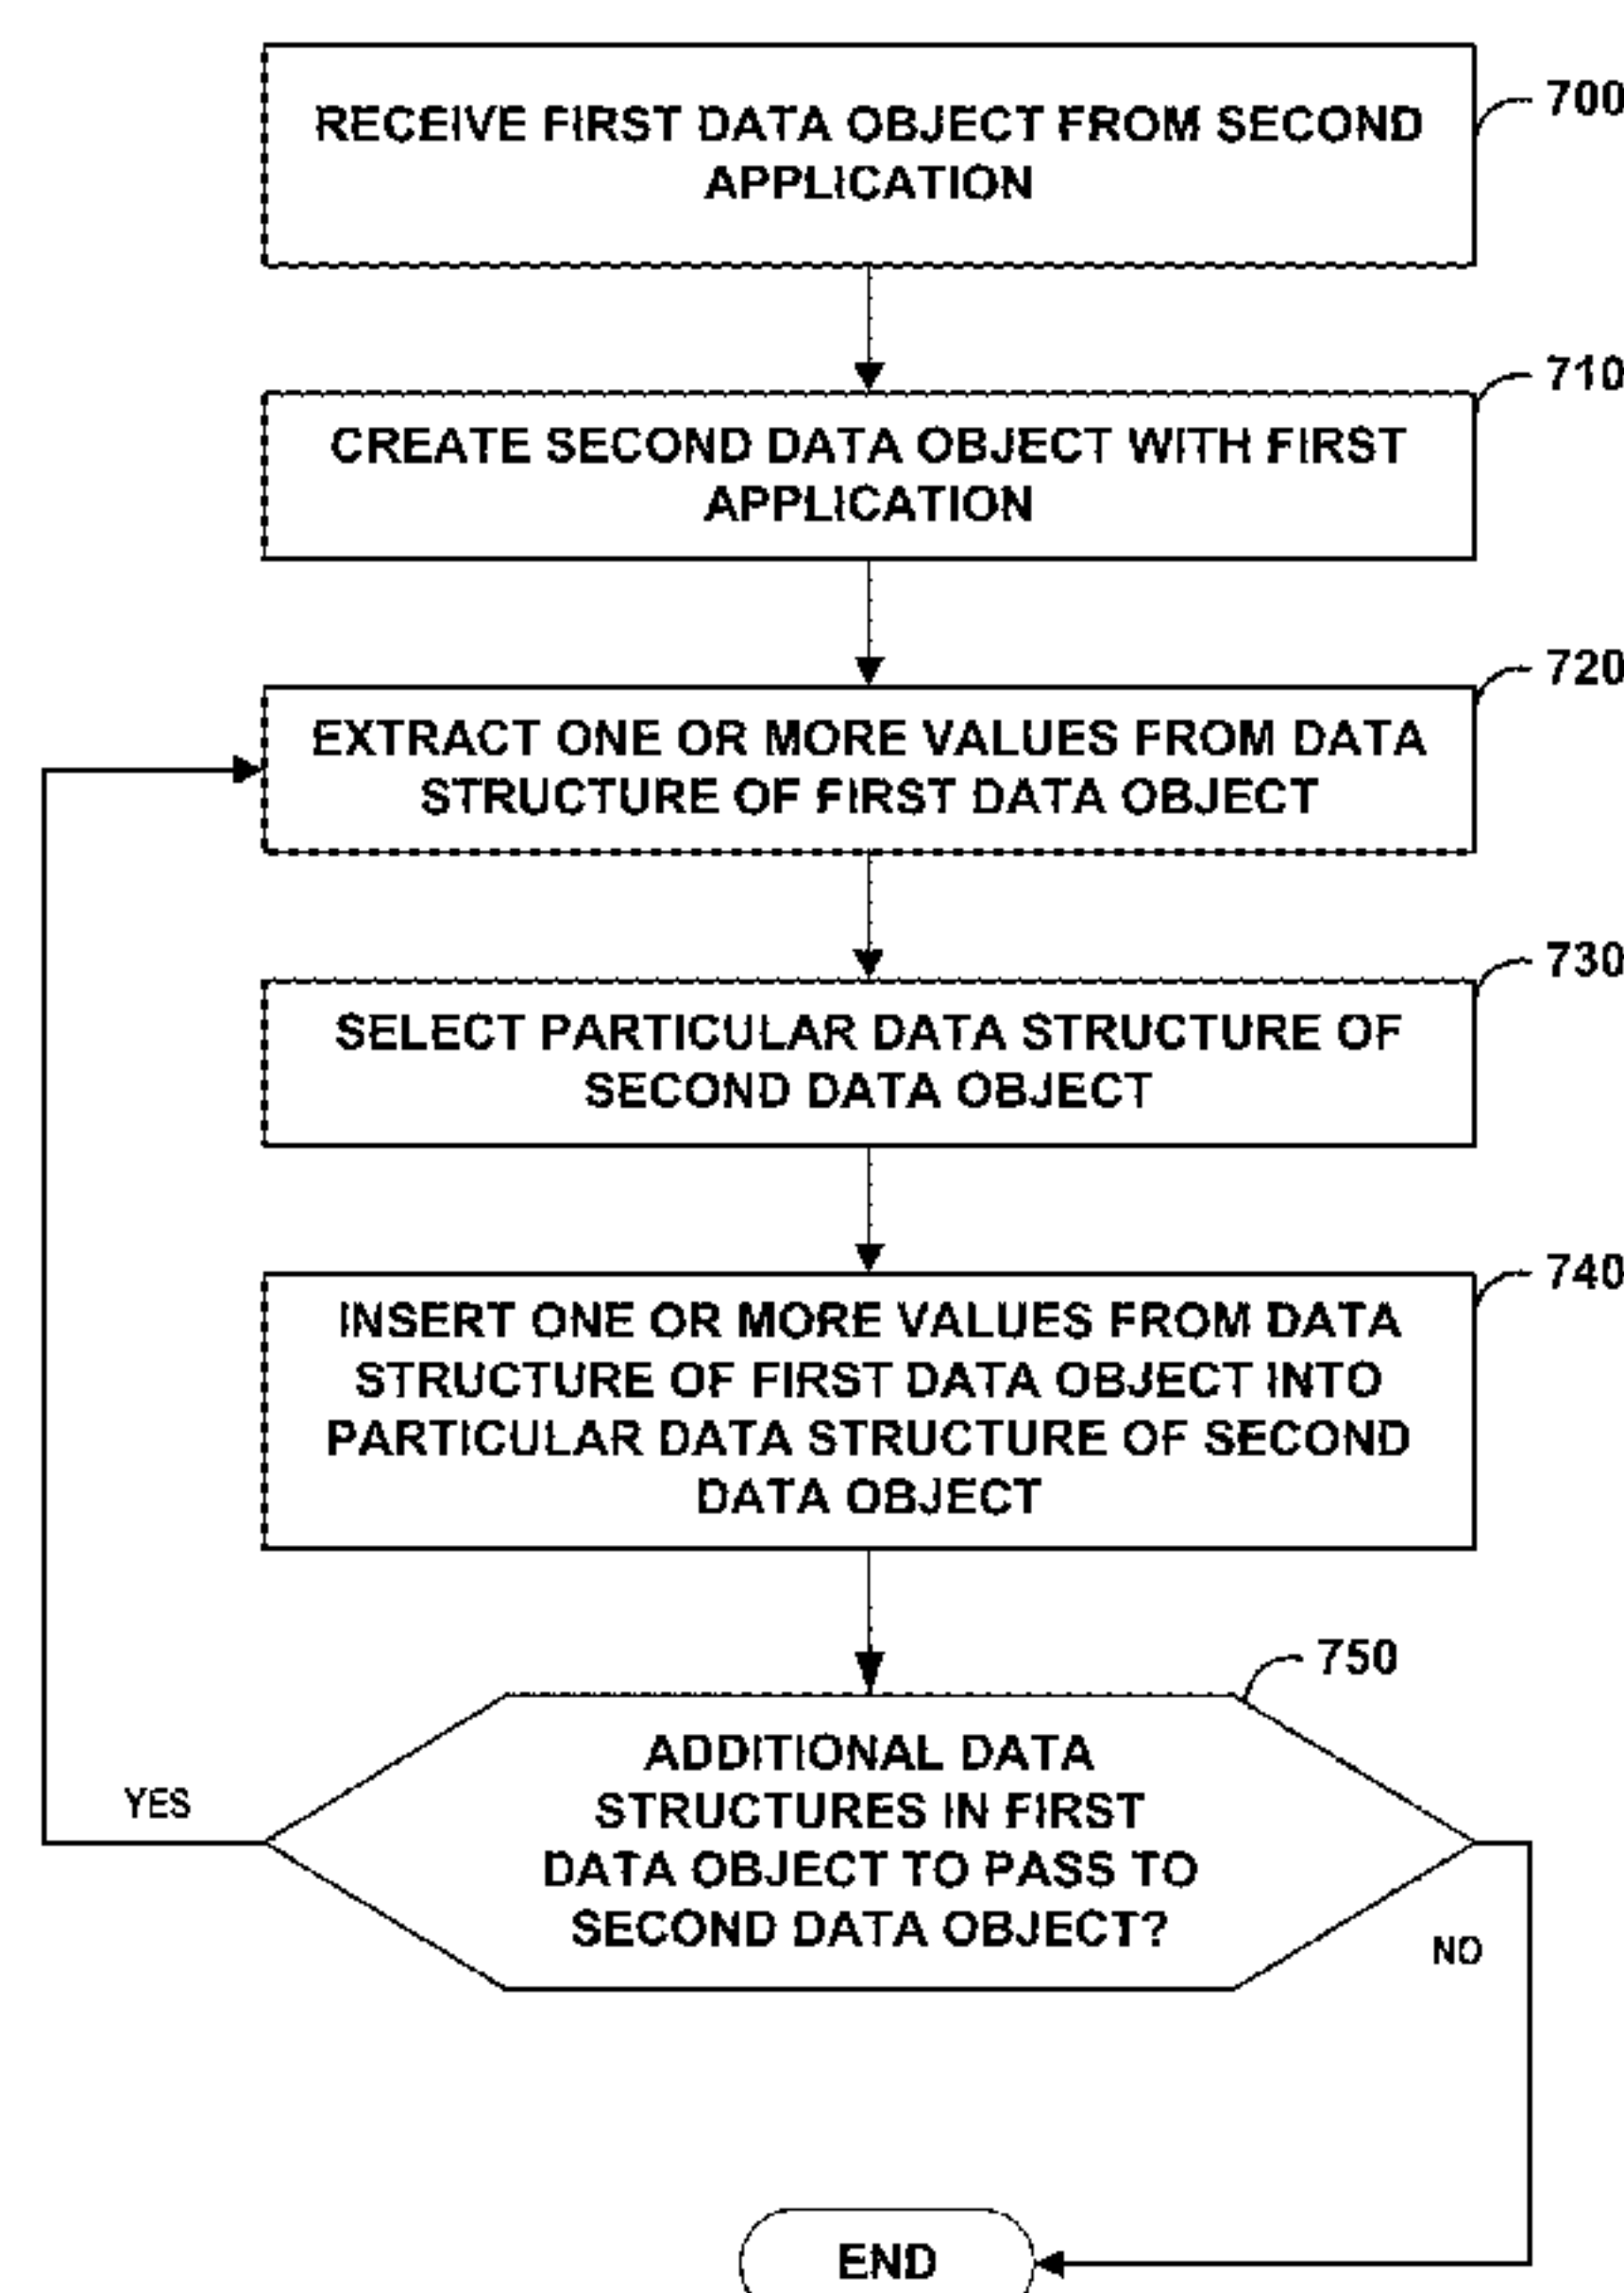 RECEIVE FIRST DATA OBJECT FROM SECOND
APPLICATION
700
CREATE SECOND DATA OBJECT WITH FIRST
APPLICATION
710
EXTRACT ONE OR MORE VALUES FROM DATA
STRUCTURE OF FIRST DATA OBJECT
720
SELECT PARTICULAR DATA STRUCTURE OF
SECOND DATA OBJECT
730
INSERT ONE OR MORE VALUES FROM DATA
STRUCTURE OF FIRST DATA OBJECT INTO
PARTICULAR DATA STRUCTURE OF SECOND
DATA OBJECT
740
ADDITIONAL DATA
STRUCTURES IN FIRST
DATA OBJECT TO PASS TO
SECOND DATA OBJECT?
750
YES
NO
END